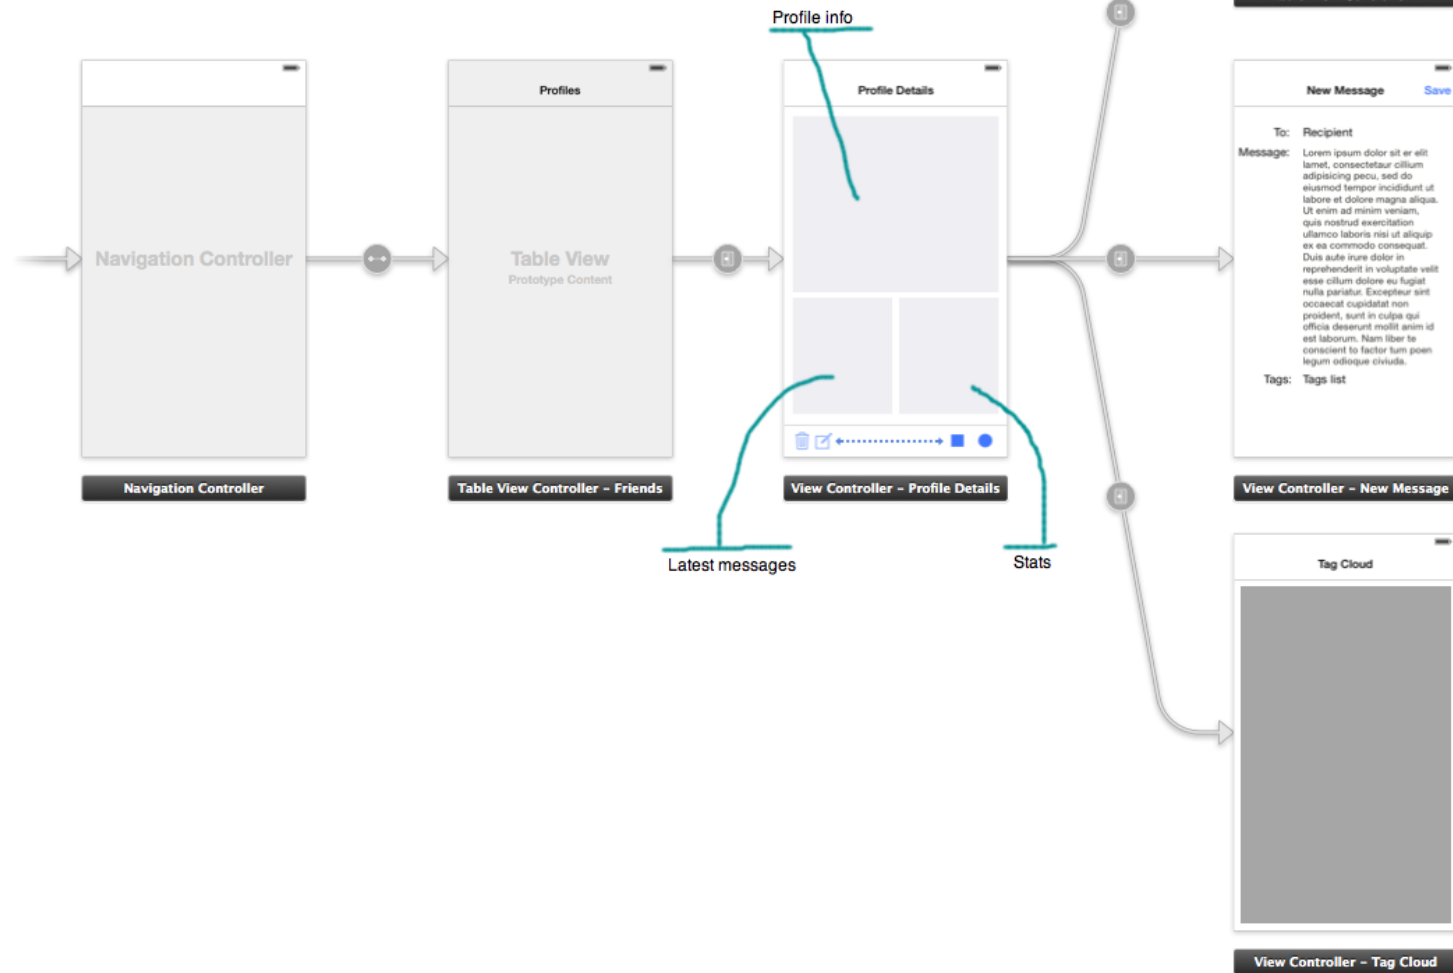 Profile info
Profiles
Profile Details
New Message
Save
To: Recipient
Message: Lorem ipsum dolor sit er elit
lamet, consectetaur cillium
adipisicing pecu, sed do
eiusmod tempor incididunt ut
labore et dolore magna aliqua.
Ut enim ad minim veniam,
quis nostrud exercitation
ullamco laboris nisi ut aliquip
ex ea commodo consequat.
Duis aute irure dolor in
reprehenderit in voluptate velit
esse cillum dolore eu fugiat
nulla pariatur. Excepteur sint
occaecat cupidatat non
proident, sunt in culpa qui
officia deserunt mollit anim id
est laborum. Nam liber te
conscient to factor tum poen
legum odioque civiuda.
Tags: Tags list
Navigation Controller
Table View
Prototype Content
Navigation Controller
Table View Controller - Friends
View Controller - Profile Details
View Controller - New Message
Latest messages
Stats
Tag Cloud
View Controller - Tag Cloud